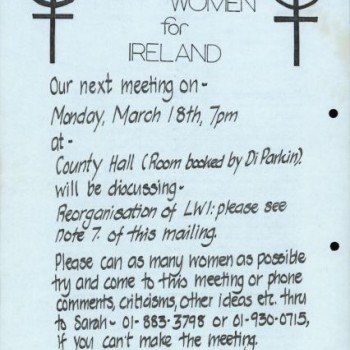 WOMEN
for
IRELAND
Our next meeting on-
Monday, March 18th, 7pm
at-
County Hall (Room booked by Di Parkin).
will be discussing-
Reorganisation of LWI: please see
note 7. of this mailing.
Please can as many women as possible
try and come to this meeting or phone
comments, criticisms, other ideas etc. thru
to Sarah- 01-883-3798 or 01-930-0715,
if you can't make the meeting.